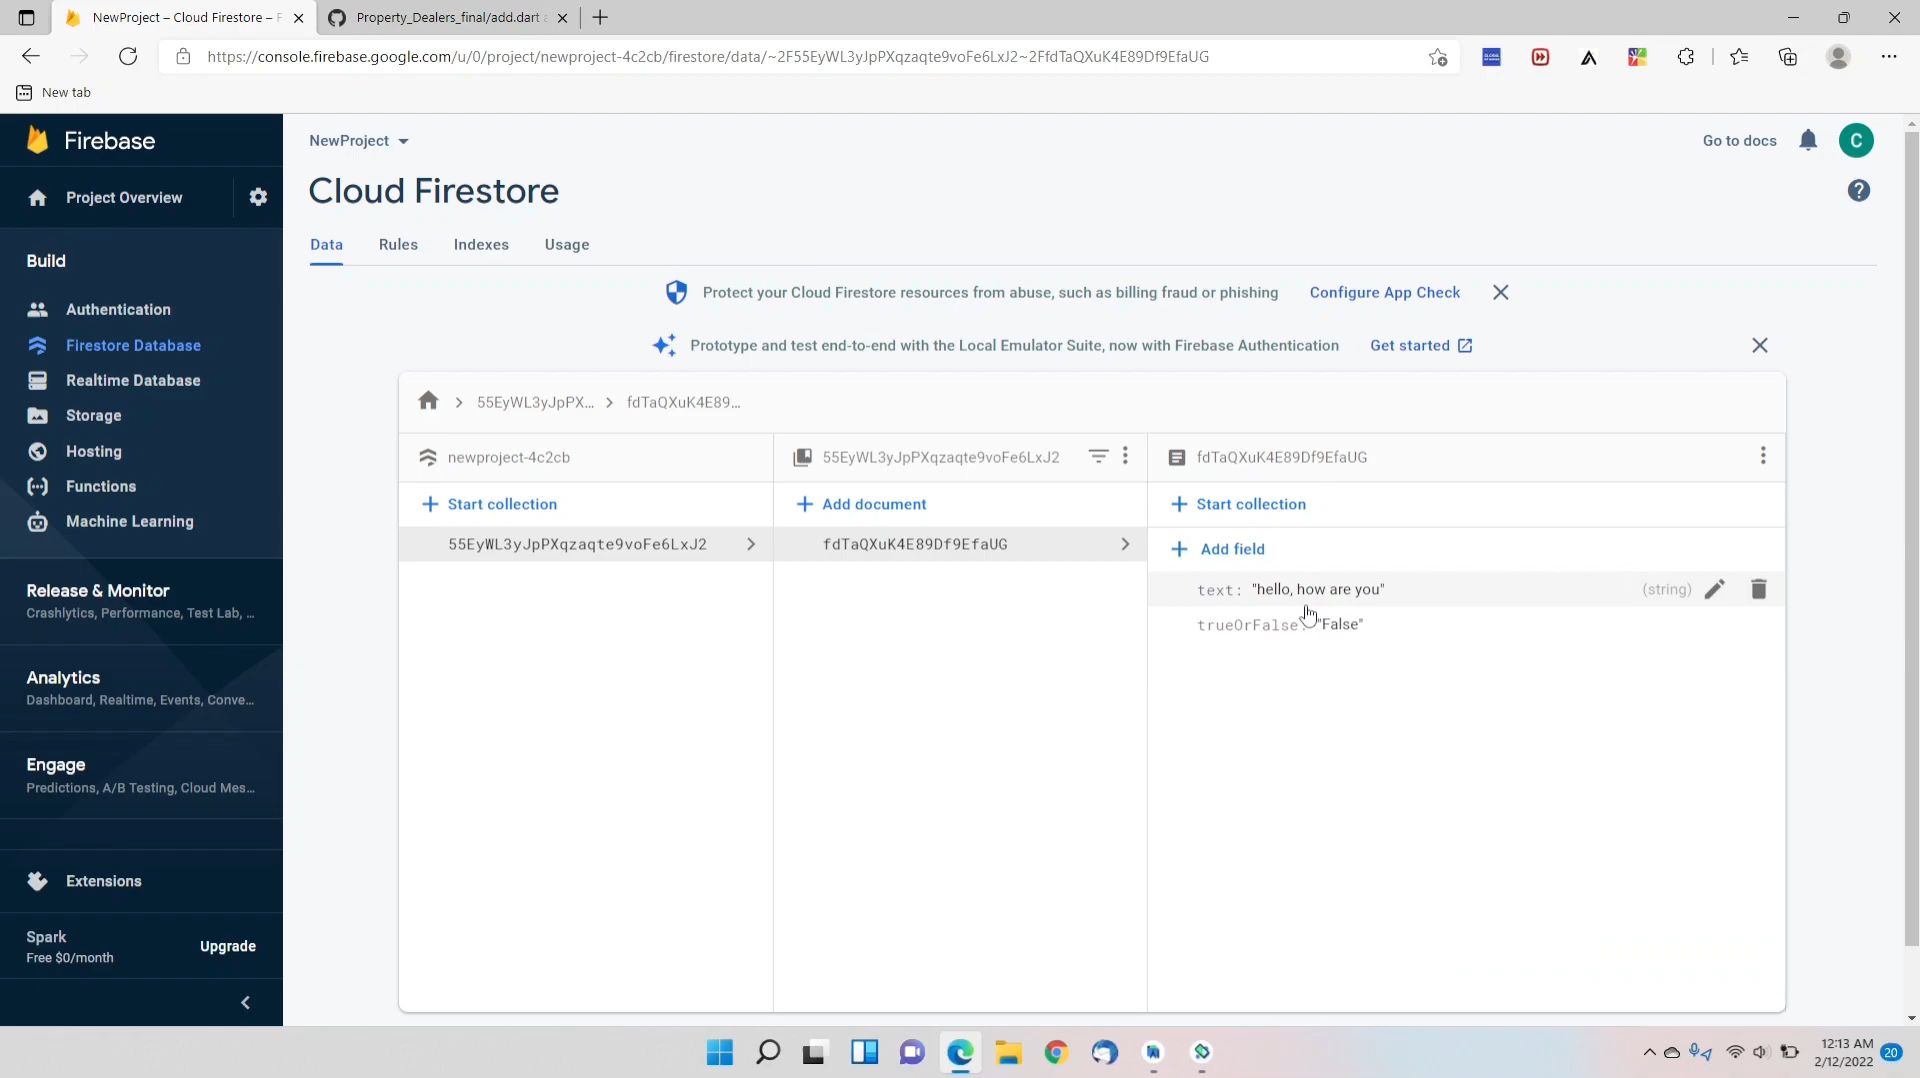 NewProject – Cloud Firestore – F
Property_Dealers_final/add.dart a
https://console.firebase.google.com/u/0/project/newproject-4c2cb/firestore/data/~2F55EyWL3yJpPXqzaqte9voFe6LxJ2~2FfdTaQXuK4E89Df9EfaUG
New tab
Firebase
NewProject
Go to docs
C
Project Overview
Cloud Firestore
Data Rules Indexes Usage
Build
Authentication
Firestore Database
Realtime Database
Storage
Hosting
Functions
Machine Learning
Release & Monitor
Crashlytics, Performance, Test Lab, ...
Analytics
Dashboard, Realtime, Events, Conve...
Engage
Predictions, A/B Testing, Cloud Mes...
Extensions
Spark
Free $0/month
Upgrade
Protect your Cloud Firestore resources from abuse, such as billing fraud or phishing Configure App Check
Prototype and test end-to-end with the Local Emulator Suite, now with Firebase Authentication Get started
55EyWL3yJpPX... > fdTaQXuK4E89...
newproject-4c2cb
55EyWL3yJpPXqzaqte9voFe6LxJ2
fdTaQXuK4E89Df9EfaUG
+ Start collection
+ Add document
+ Start collection
55EyWL3yJpPXqzaqte9voFe6LxJ2
fdTaQXuK4E89Df9EfaUG
+ Add field
text: "hello, how are you" (string)
trueOrFalse: "False"
12:13 AM
2/12/2022
20